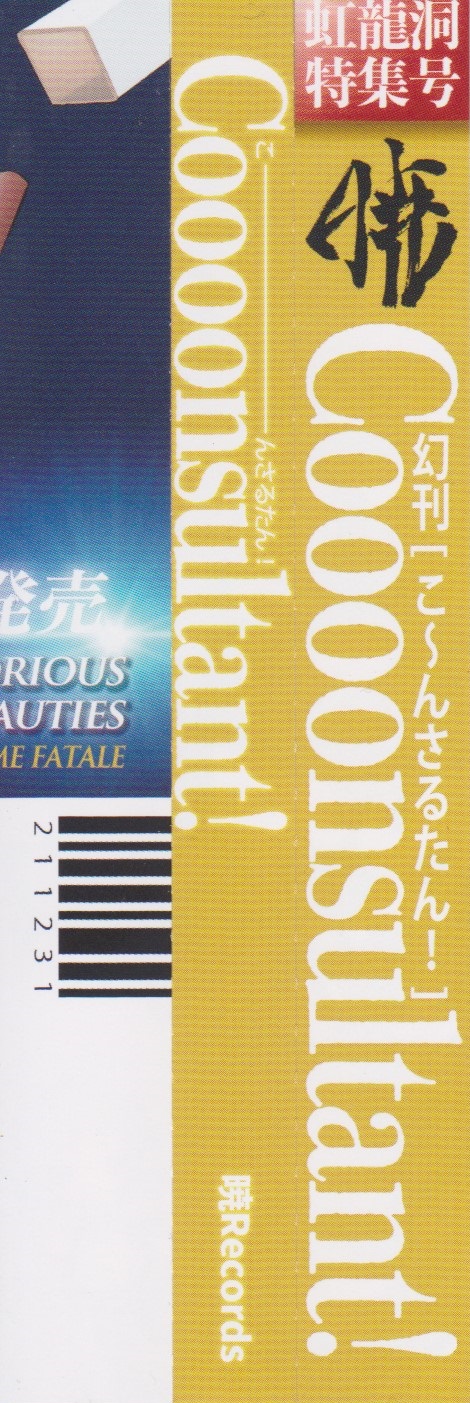 虹龍洞
特集号
Coooonsultant!
幻刊[こ～んさるたん！]
Coooonsultant!
こ────んさるたん！
暁Records
発売
RIOUS
AUTIES
ME FATALE
211231